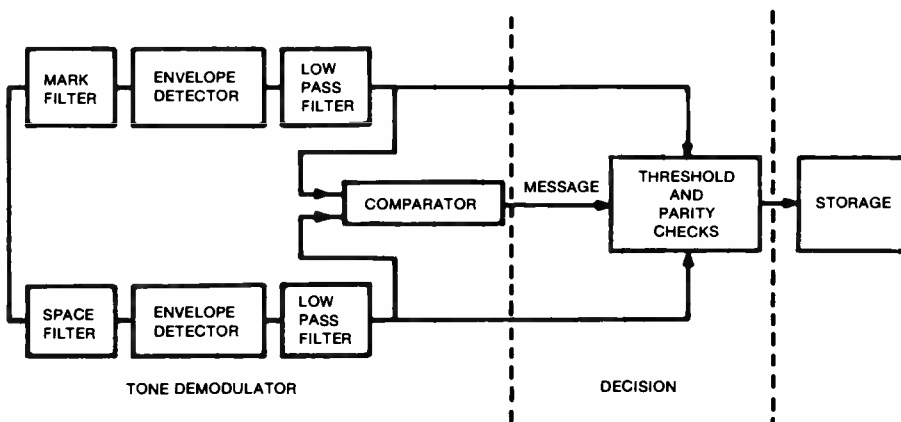 MARK
FILTER
ENVELOPE
DETECTOR
LOW
PASS
FILTER
COMPARATOR
MESSAGE
THRESHOLD
AND
PARITY
CHECKS
STORAGE
SPACE
FILTER
ENVELOPE
DETECTOR
LOW
PASS
FILTER
TONE DEMODULATOR
DECISION